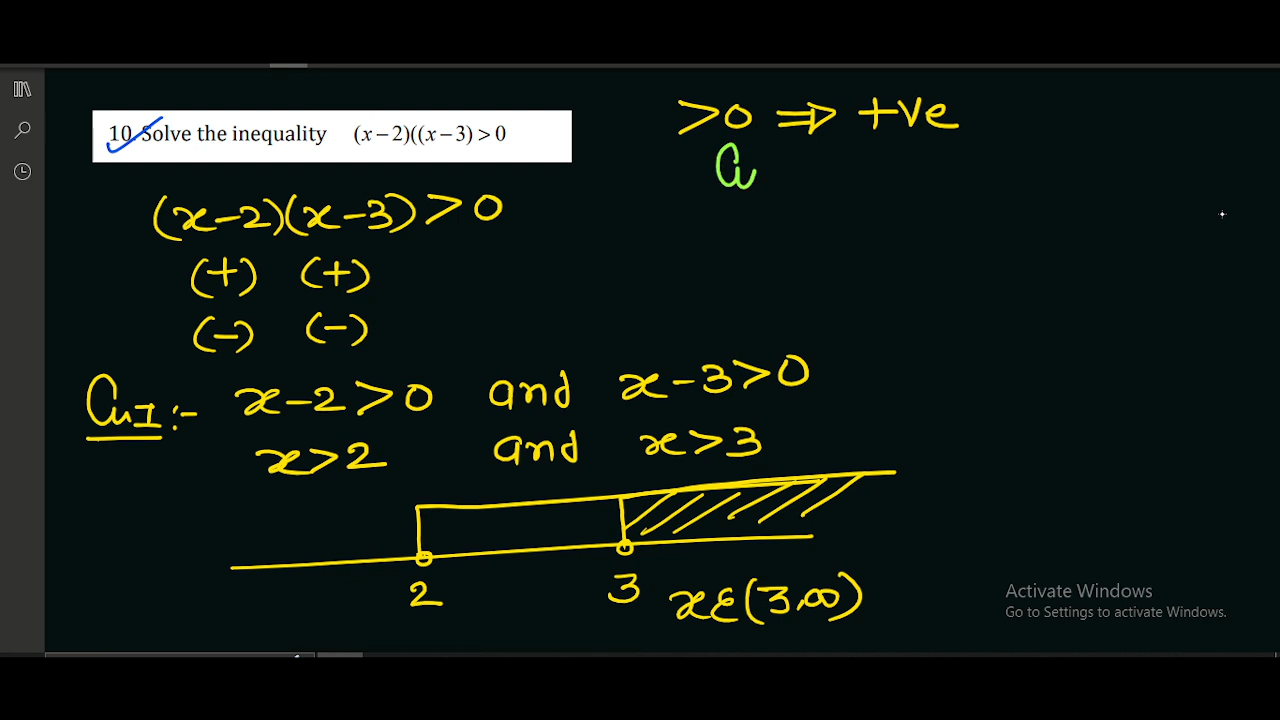 10. Solve the inequality (x−2)((x−3) > 0
>0 ⇒ +ve
(x−2)(x−3) > 0
(+) (+)
(−) (−)
x−2 > 0 and x−3 > 0
x>2 and x>3
2 3 x∈(3,∞)
Activate Windows
Go to Settings to activate Windows.